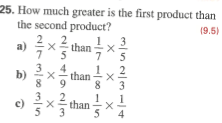 25. How much greater is the first product than
the second product? (9.5)
a) 2/7 × 2/5 than 1/7 × 3/5
b) 3/8 × 4/9 than 1/8 × 2/3
c) 3/5 × 2/3 than 1/5 × 1/4